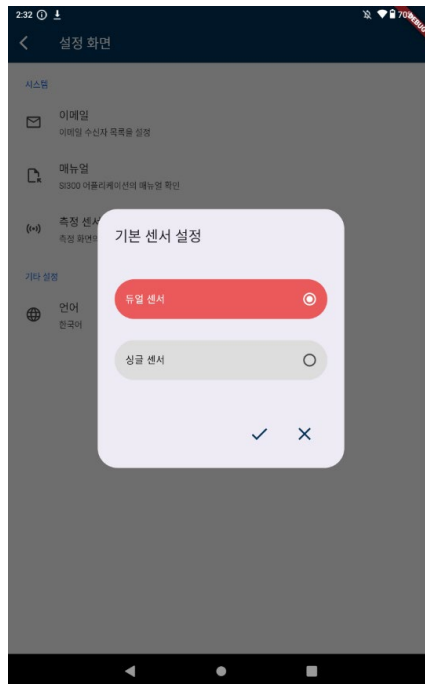 2:32
70%
DEBUG
설정 화면
시스템
이메일
이메일 수신자 목록을 설정
매뉴얼
SI300 어플리케이션의 매뉴얼 확인
측정 센서
측정 화면의
기타 설정
언어
한국어
기본 센서 설정
듀얼 센서
싱글 센서